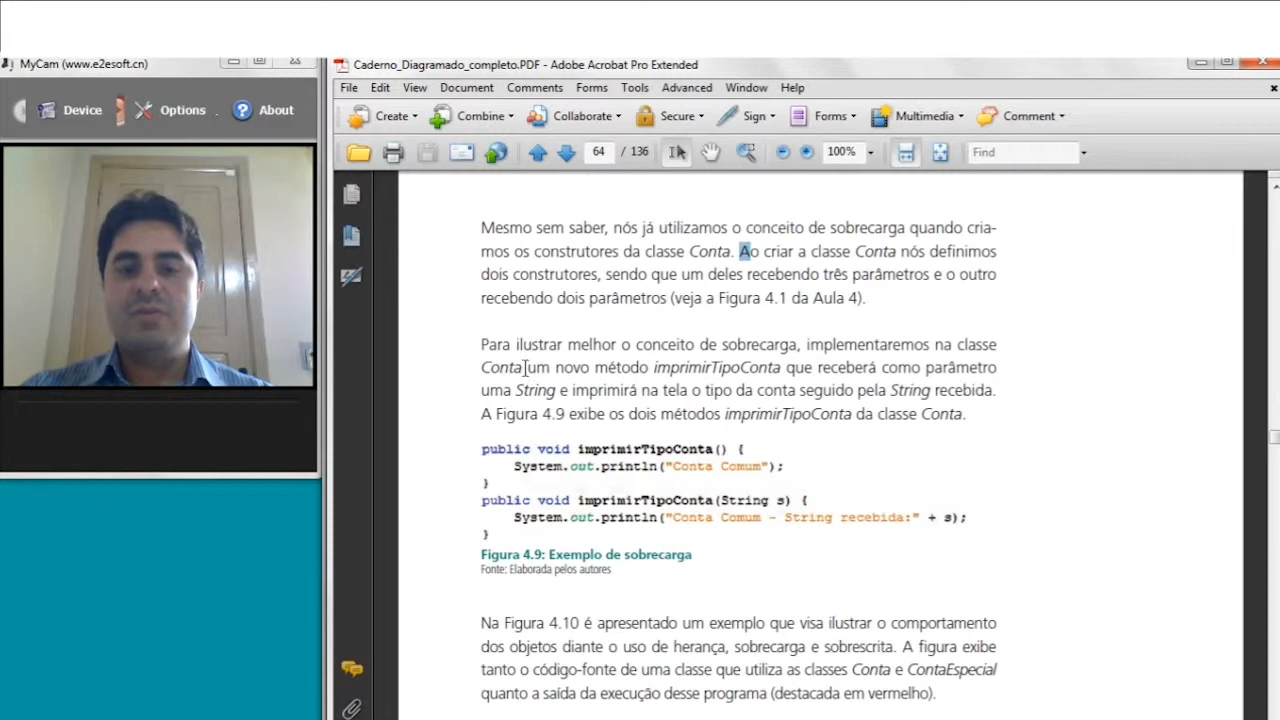 MyCam (www.e2esoft.cn)
Device Options About
Caderno_Diagramado_completo.PDF - Adobe Acrobat Pro Extended
File Edit View Document Comments Forms Tools Advanced Window Help
Create Combine Collaborate Secure Sign Forms Multimedia Comment
64 / 136 100% Find
Mesmo sem saber, nós já utilizamos o conceito de sobrecarga quando cria-
mos os construtores da classe Conta. Ao criar a classe Conta nós definimos
dois construtores, sendo que um deles recebendo três parâmetros e o outro
recebendo dois parâmetros (veja a Figura 4.1 da Aula 4).
Para ilustrar melhor o conceito de sobrecarga, implementaremos na classe
Conta um novo método imprimirTipoConta que receberá como parâmetro
uma String e imprimirá na tela o tipo da conta seguido pela String recebida.
A Figura 4.9 exibe os dois métodos imprimirTipoConta da classe Conta.
public void imprimirTipoConta() {
System.out.println("Conta Comum");
}
public void imprimirTipoConta(String s) {
System.out.println("Conta Comum - String recebida:" + s);
}
Figura 4.9: Exemplo de sobrecarga
Fonte: Elaborada pelos autores
Na Figura 4.10 é apresentado um exemplo que visa ilustrar o comportamento
dos objetos diante o uso de herança, sobrecarga e sobrescrita. A figura exibe
tanto o código-fonte de uma classe que utiliza as classes Conta e ContaEspecial
quanto a saída da execução desse programa (destacada em vermelho).